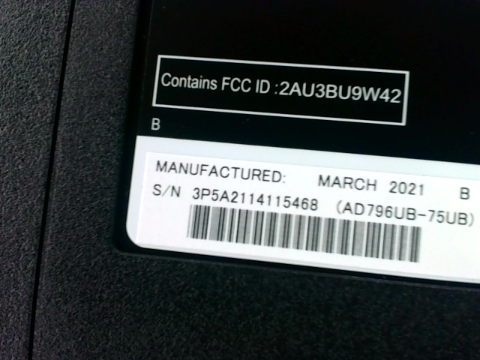 Contains FCC ID :2AU3BU9W42
B
MANUFACTURED: MARCH 2021 B
S/N 3P5A2114115468 (AD796UB-75UB)